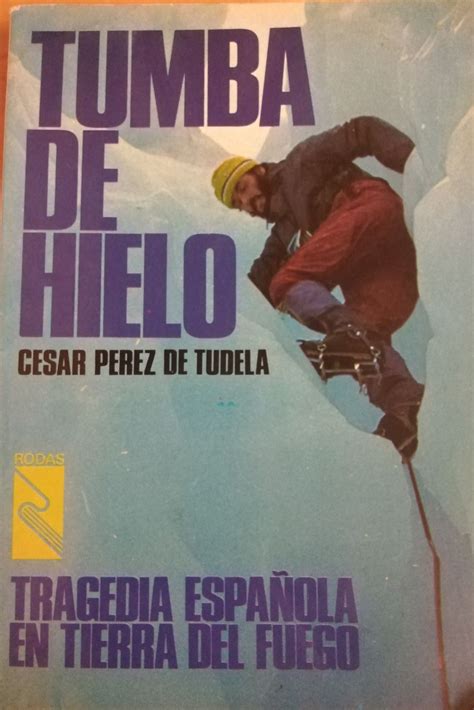 TUMBA
DE
HIELO
CESAR PEREZ DE TUDELA
RODAS
TRAGEDIA ESPAÑOLA
EN TIERRA DEL FUEGO